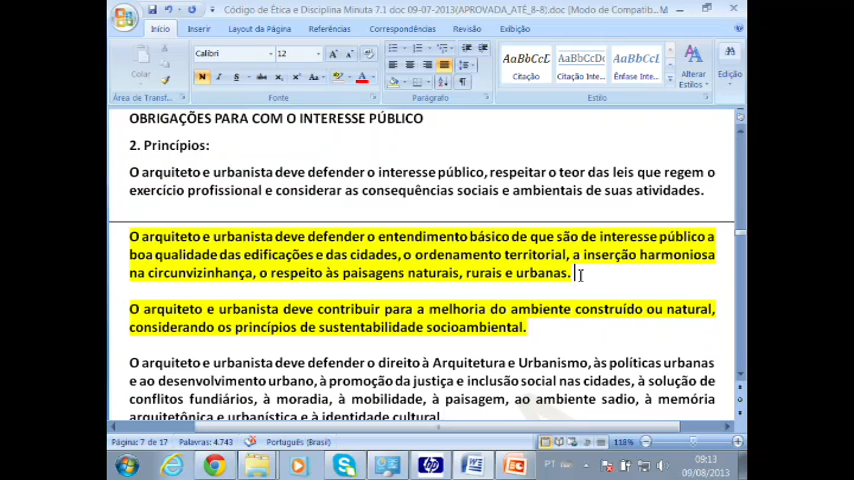 Código de Ética e Disciplina Minuta 7.1 doc 09-07-2013(APROVADA_ATÉ_8-8).doc [Modo de Compatib...
Início Inserir Layout da Página Referências Correspondências Revisão Exibição
Calibri 12
AaBbCcD AaBbCcI AaBbCcI
Colar
Citação Citação Inte... Ênfase Inte...
Alterar Estilos
Edição
Área de Transf... Fonte Parágrafo Estilo
OBRIGAÇÕES PARA COM O INTERESSE PÚBLICO
2. Princípios:
O arquiteto e urbanista deve defender o interesse público, respeitar o teor das leis que regem o
exercício profissional e considerar as consequências sociais e ambientais de suas atividades.
O arquiteto e urbanista deve defender o entendimento básico de que são de interesse público a
boa qualidade das edificações e das cidades, o ordenamento territorial, a inserção harmoniosa
na circunvizinhança, o respeito às paisagens naturais, rurais e urbanas.
O arquiteto e urbanista deve contribuir para a melhoria do ambiente construído ou natural,
considerando os princípios de sustentabilidade socioambiental.
O arquiteto e urbanista deve defender o direito à Arquitetura e Urbanismo, às políticas urbanas
e ao desenvolvimento urbano, à promoção da justiça e inclusão social nas cidades, à solução de
conflitos fundiários, à moradia, à mobilidade, à paisagem, ao ambiente sadio, à memória
arquitetônica e urbanística e à identidade cultural.
Página: 7 de 17 Palavras: 4.743 Português (Brasil) 118%
PT 09:13
09/08/2013